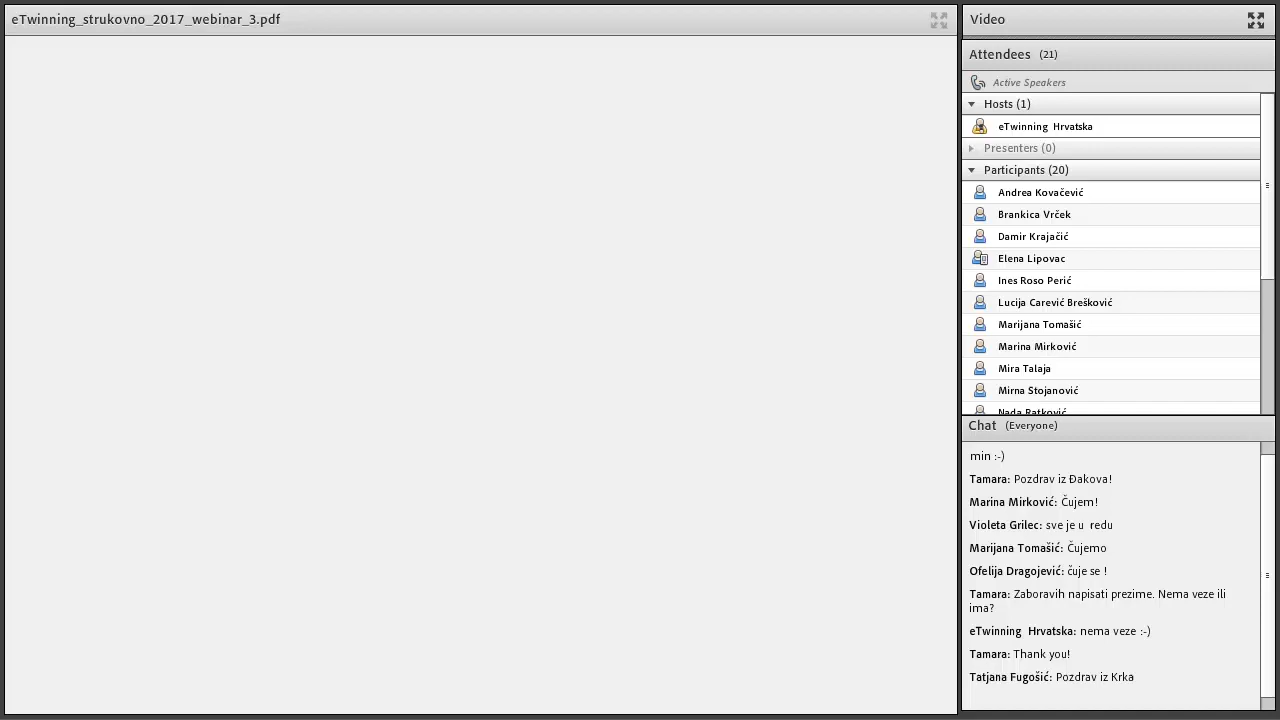 eTwinning_strukovno_2017_webinar_3.pdf
Video
Attendees (21)
Active Speakers
Hosts (1)
eTwinning Hrvatska
Presenters (0)
Participants (20)
Andrea Kovačević
Brankica Vrček
Damir Krajačić
Elena Lipovac
Ines Roso Perić
Lucija Carević Brešković
Marijana Tomašić
Marina Mirković
Mira Talaja
Mirna Stojanović
Nada Ratković
Chat (Everyone)
min :-)
Tamara: Pozdrav iz Đakova!
Marina Mirković: Čujem!
Violeta Grilec: sve je u redu
Marijana Tomašić: Čujemo
Ofelija Dragojević: čuje se !
Tamara: Zaboravih napisati prezime. Nema veze ili
ima?
eTwinning Hrvatska: nema veze :-)
Tamara: Thank you!
Tatjana Fugošić: Pozdrav iz Krka